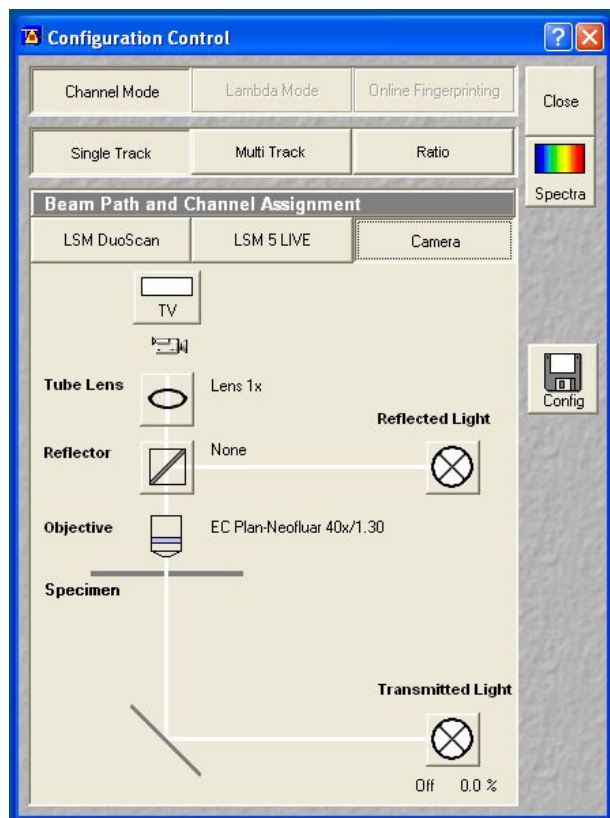 Configuration Control
Channel Mode
Lambda Mode
Online Fingerprinting
Close
Single Track
Multi Track
Ratio
Spectra
Beam Path and Channel Assignment
LSM DuoScan
LSM 5 LIVE
Camera
TV
Config
Tube Lens
Lens 1x
Reflected Light
Reflector
None
Objective
EC Plan-Neofluar 40x/1.30
Specimen
Transmitted Light
Off 0.0 %